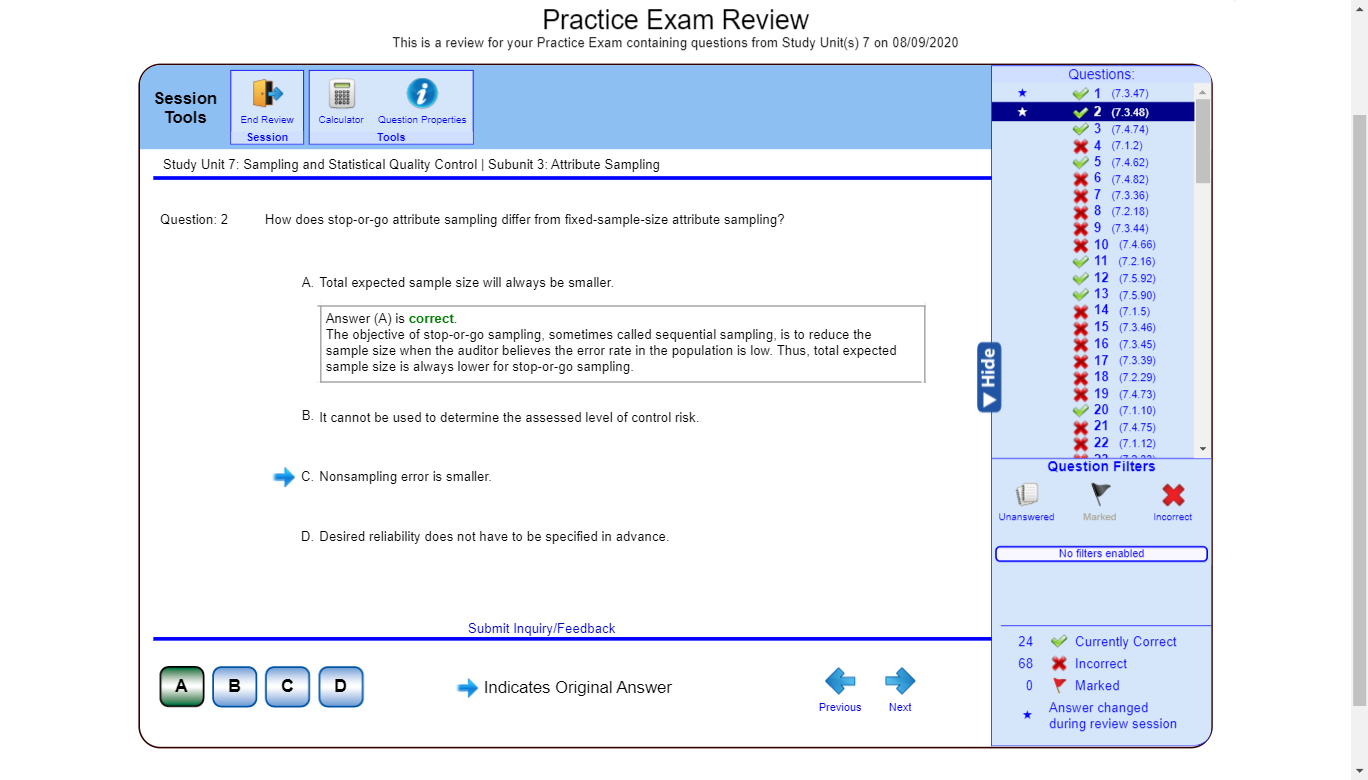 Practice Exam Review
This is a review for your Practice Exam containing questions from Study Unit(s) 7 on 08/09/2020
Session
Tools
End Review
Session
Calculator
Question Properties
Tools
Study Unit 7: Sampling and Statistical Quality Control | Subunit 3: Attribute Sampling
Question: 2
How does stop-or-go attribute sampling differ from fixed-sample-size attribute sampling?
A. Total expected sample size will always be smaller.
Answer (A) is correct.
The objective of stop-or-go sampling, sometimes called sequential sampling, is to reduce the
sample size when the auditor believes the error rate in the population is low. Thus, total expected
sample size is always lower for stop-or-go sampling.
B. It cannot be used to determine the assessed level of control risk.
C. Nonsampling error is smaller.
D. Desired reliability does not have to be specified in advance.
Submit Inquiry/Feedback
A B C D
Indicates Original Answer
Previous
Next
Hide
Questions:
1 (7.3.47)
2 (7.3.48)
3 (7.4.74)
4 (7.1.2)
5 (7.4.62)
6 (7.4.82)
7 (7.3.36)
8 (7.2.18)
9 (7.3.44)
10 (7.4.66)
11 (7.2.16)
12 (7.5.92)
13 (7.5.90)
14 (7.1.5)
15 (7.3.46)
16 (7.3.45)
17 (7.3.39)
18 (7.2.29)
19 (7.4.73)
20 (7.1.10)
21 (7.4.75)
22 (7.1.12)
Question Filters
Unanswered
Marked
Incorrect
No filters enabled
24 Currently Correct
68 Incorrect
0 Marked
Answer changed
during review session